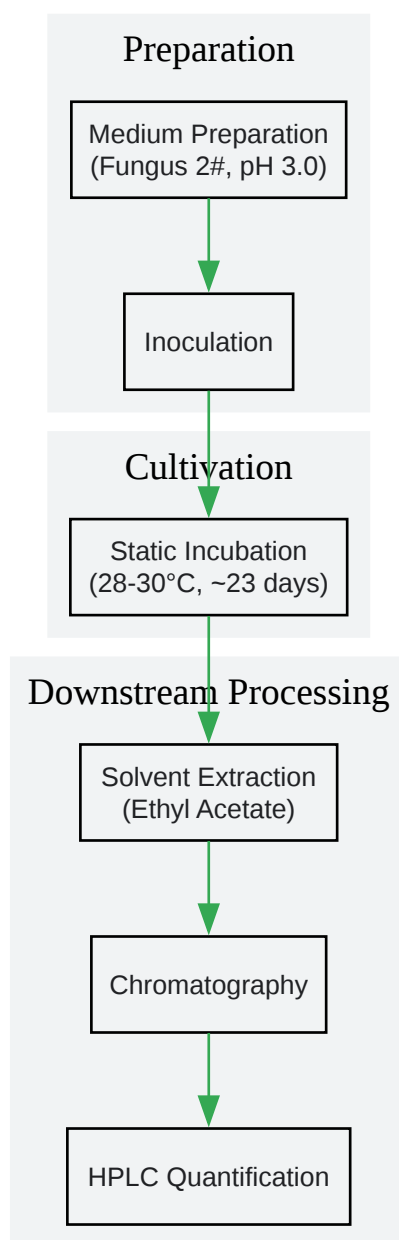 Preparation
Medium Preparation
(Fungus 2#, pH 3.0)
Inoculation
Cultivation
Static Incubation
(28-30°C, ~23 days)
Downstream Processing
Solvent Extraction
(Ethyl Acetate)
Chromatography
HPLC Quantification